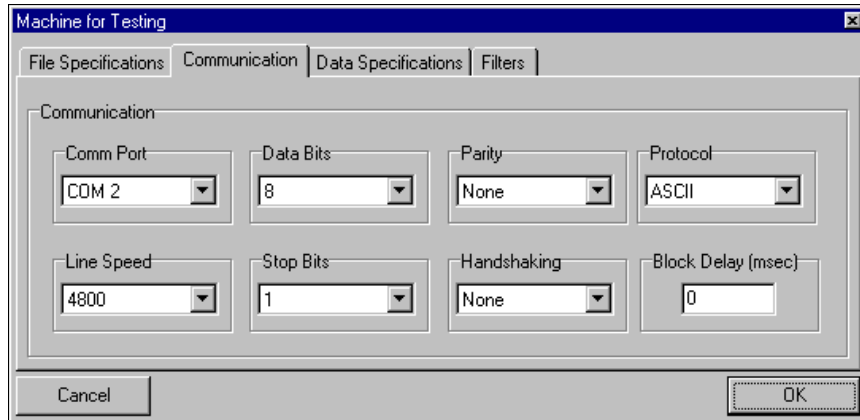 Machine for Testing
File Specifications Communication Data Specifications Filters
Communication
Comm Port Data Bits Parity Protocol
COM 2 8 None ASCII
Line Speed Stop Bits Handshaking Block Delay (msec)
4800 1 None 0
Cancel OK